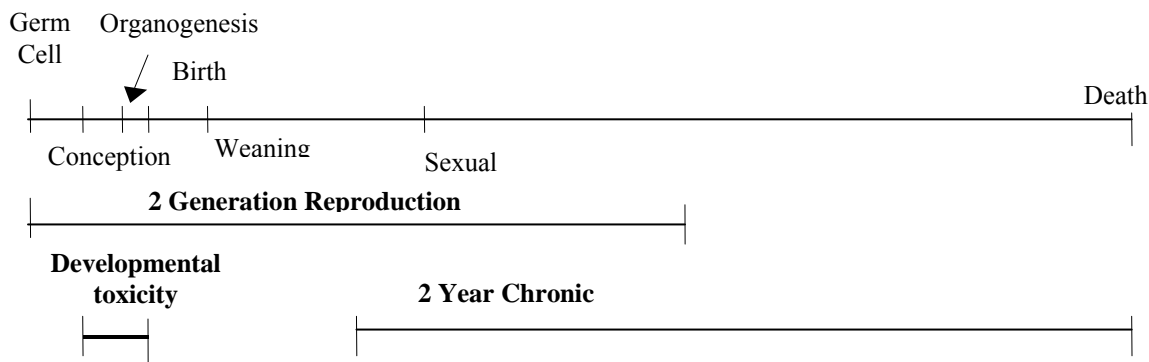 Germ
Cell
Organogenesis
Birth
Death
Conception
Weaning
Sexual
2 Generation Reproduction
Developmental
toxicity
2 Year Chronic